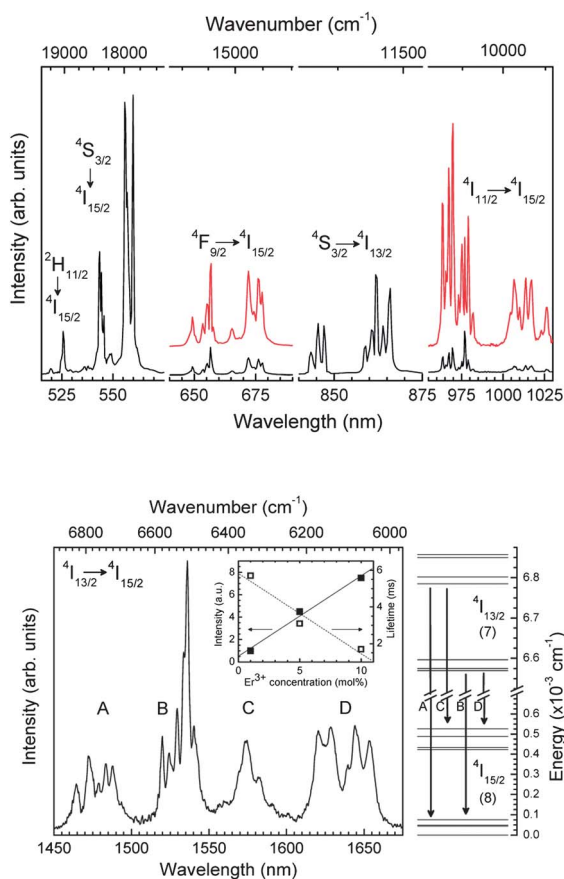 Wavenumber (cm⁻¹)
19000 18000 15000 11500 10000
Intensity (arb. units)
⁴S₃/₂
↓
⁴I₁₅/₂
²H₁₁/₂
↓
⁴I₁₅/₂
⁴F₉/₂ → ⁴I₁₅/₂
⁴S₃/₂ → ⁴I₁₃/₂
⁴I₁₁/₂ → ⁴I₁₅/₂
525 550 650 675 850 875 975 1000 1025
Wavelength (nm)
Wavenumber (cm⁻¹)
6800 6600 6400 6200 6000
⁴I₁₃/₂ → ⁴I₁₅/₂
Intensity (arb. units)
A B C D
Intensity (a.u.)
8
6
4
2
0
Lifetime (ms)
6
4
2
0 5 10
Er³⁺ concentration (mol%)
1450 1500 1550 1600 1650
Wavelength (nm)
⁴I₁₃/₂
(7)
A C B D
⁴I₁₅/₂
(8)
6.8
6.7
6.6
0.5
0.4
0.3
0.2
0.1
0.0
Energy (x10⁻³ cm⁻¹)